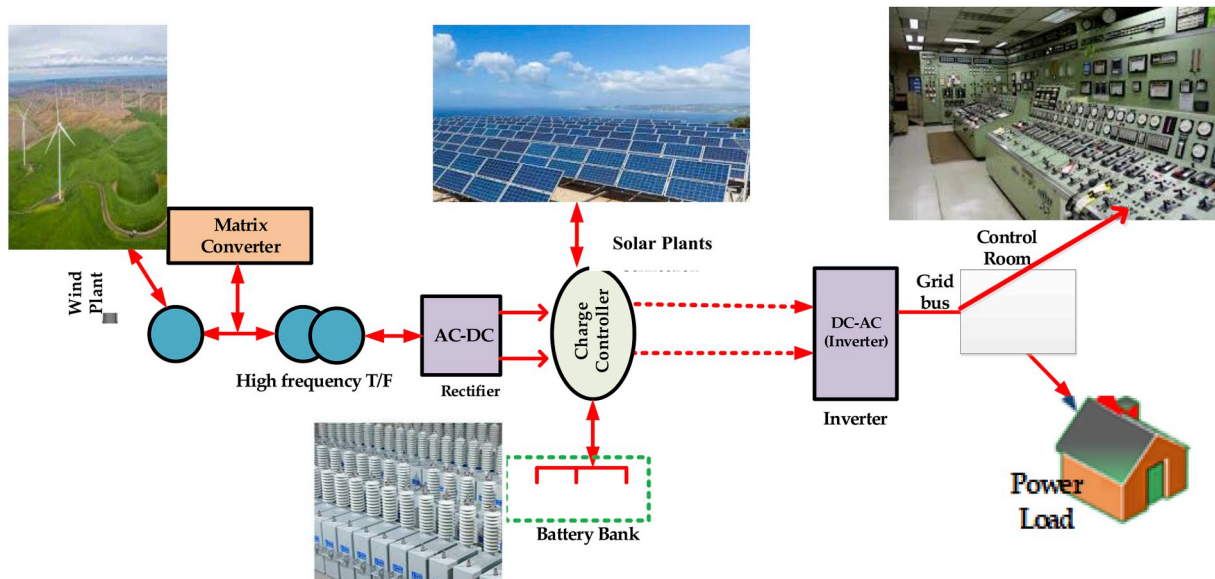 Matrix
Converter
Wind
Plant
Solar Plants
Control
Room
Grid
bus
AC-DC
Charge
Controller
DC-AC
(Inverter)
High frequency T/F
Rectifier
Inverter
Battery Bank
Power
Load